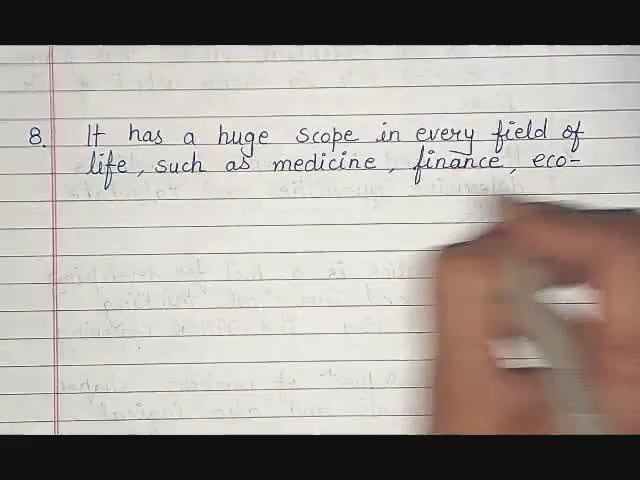 8. It has a huge scope in every field of
life, such as medicine, finance, eco-